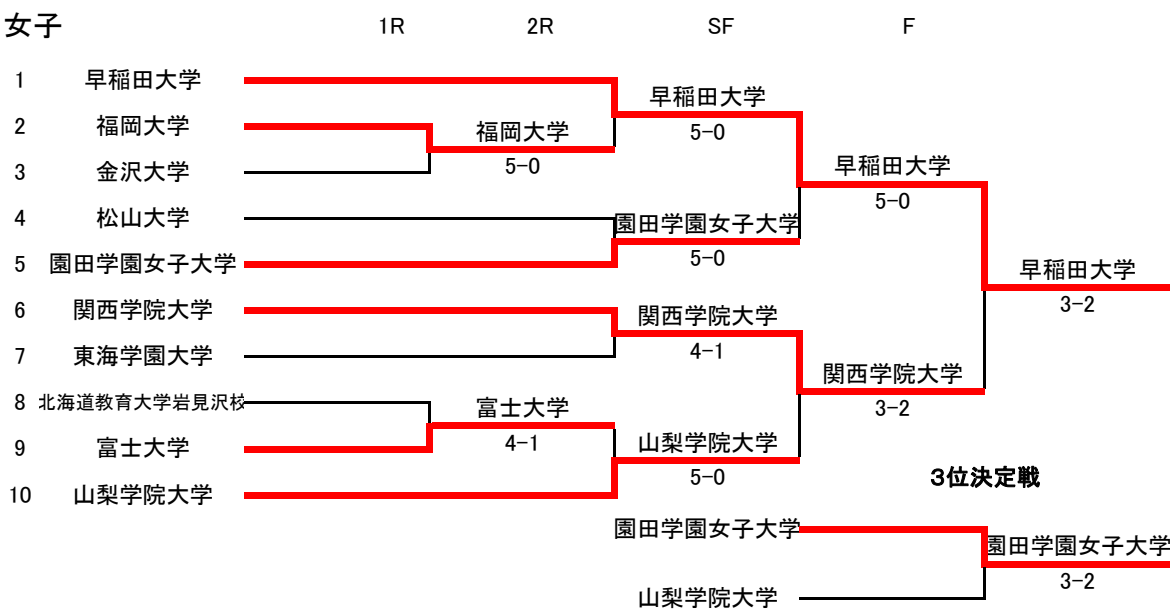 女子 1R 2R SF F
1 早稲田大学
早稲田大学
2 福岡大学
福岡大学
5-0
3 金沢大学
5-0
早稲田大学
4 松山大学
5-0
園田学園女子大学
5 園田学園女子大学
5-0
早稲田大学
6 関西学院大学
3-2
関西学院大学
7 東海学園大学
4-1
関西学院大学
8 北海道教育大学岩見沢校
富士大学
3-2
9 富士大学
4-1
山梨学院大学
5-0
3位決定戦
10 山梨学院大学
園田学園女子大学
園田学園女子大学
3-2
山梨学院大学